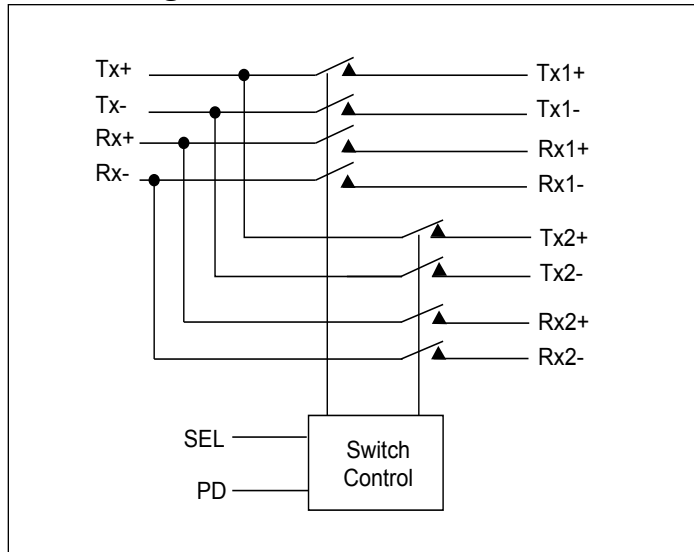 Tx+
Tx1+
Tx-
Tx1-
Rx+
Rx1+
Rx-
Rx1-
Tx2+
Tx2-
Rx2+
Rx2-
SEL
Switch
Control
PD